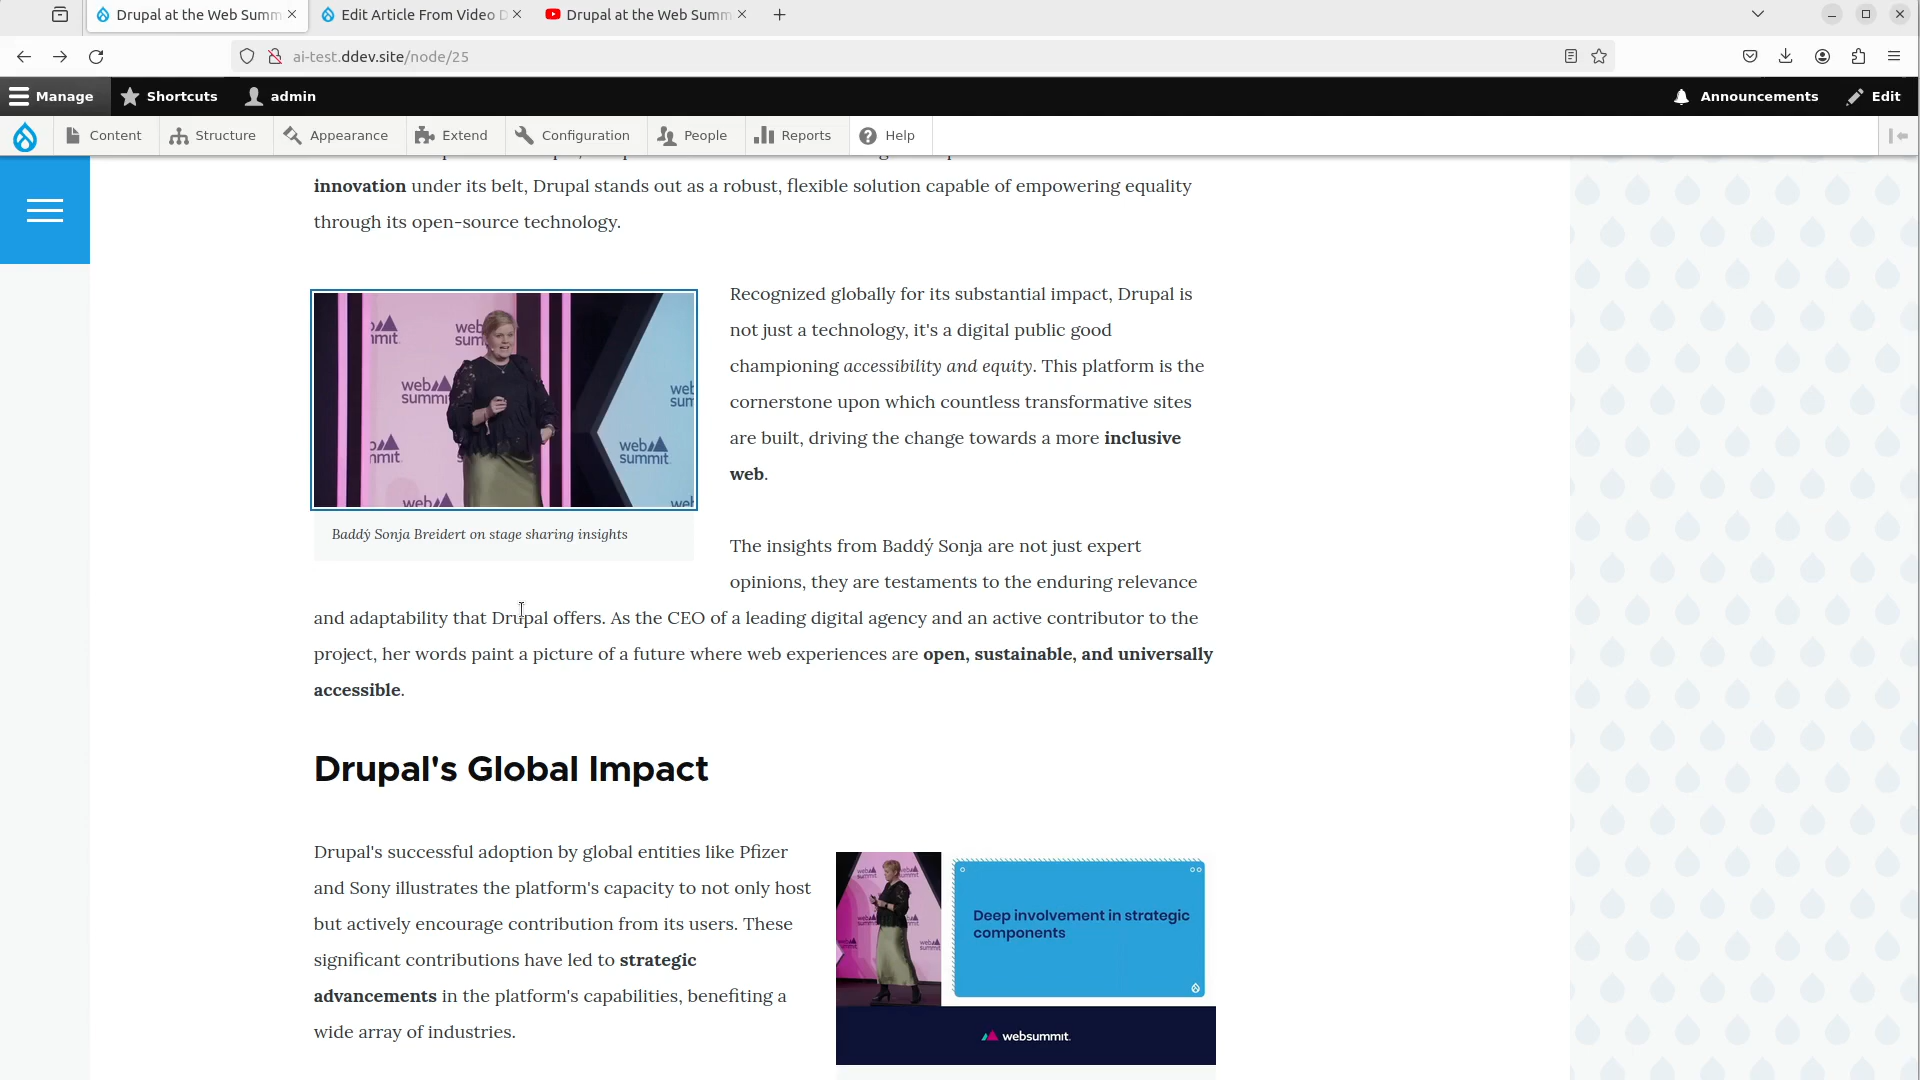 Drupal at the Web Summ
Edit Article From Video D
Drupal at the Web Summ
ai-test.ddev.site/node/25
Manage
Shortcuts
admin
Announcements
Edit
Content
Structure
Appearance
Extend
Configuration
People
Reports
Help
innovation under its belt, Drupal stands out as a robust, flexible solution capable of empowering equality
through its open-source technology.
web summit
Baddý Sonja Breidert on stage sharing insights
Recognized globally for its substantial impact, Drupal is
not just a technology, it's a digital public good
championing accessibility and equity. This platform is the
cornerstone upon which countless transformative sites
are built, driving the change towards a more inclusive
web.
The insights from Baddý Sonja are not just expert
opinions, they are testaments to the enduring relevance
and adaptability that Drupal offers. As the CEO of a leading digital agency and an active contributor to the
project, her words paint a picture of a future where web experiences are open, sustainable, and universally
accessible.
Drupal's Global Impact
Drupal's successful adoption by global entities like Pfizer
and Sony illustrates the platform's capacity to not only host
but actively encourage contribution from its users. These
significant contributions have led to strategic
advancements in the platform's capabilities, benefiting a
wide array of industries.
Deep involvement in strategic
components
websummit